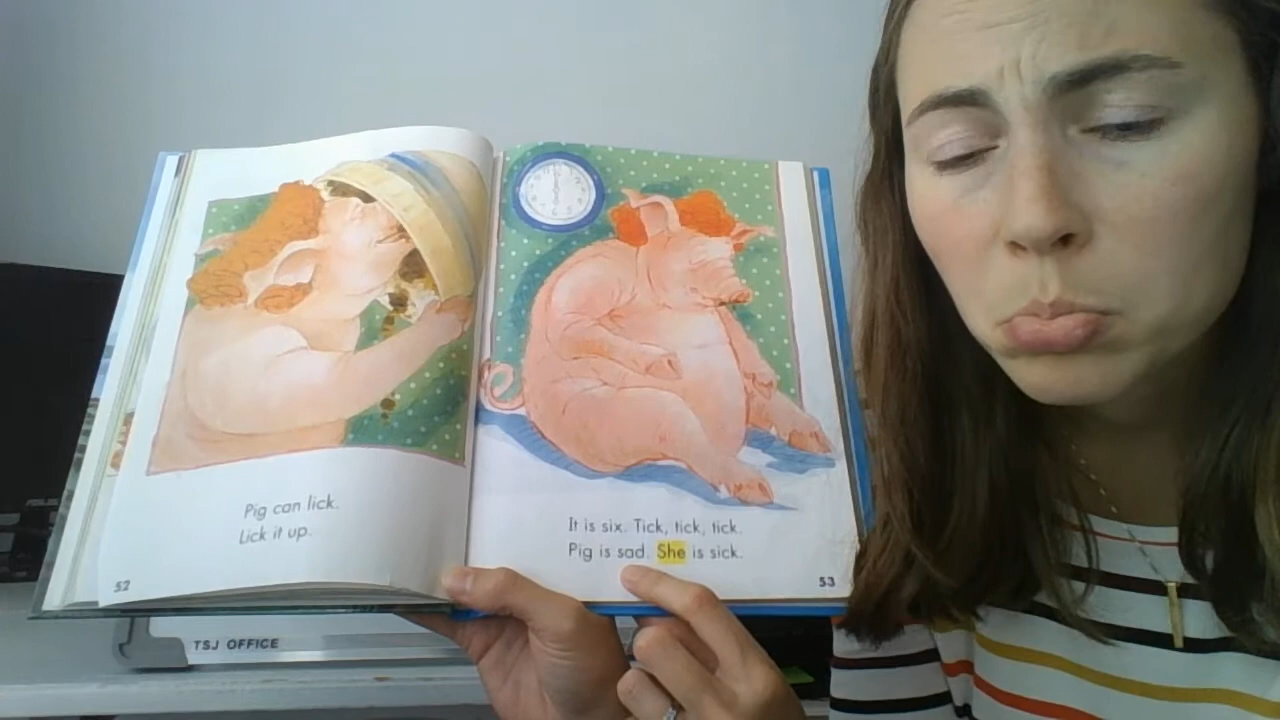 Pig can lick.
Lick it up.
52
It is six. Tick, tick, tick.
Pig is sad. She is sick.
53
TSJ OFFICE